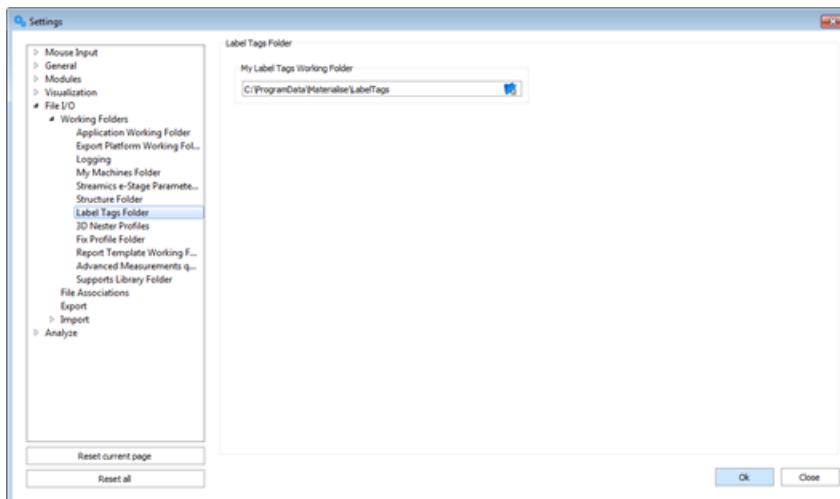 Settings
Mouse Input
General
Modules
Visualization
File I/O
Working Folders
Application Working Folder
Export Platform Working Fol...
Logging
My Machines Folder
Streamics e-Stage Paramete...
Structure Folder
Label Tags Folder
3D Nester Profiles
Fix Profile Folder
Report Template Working F...
Advanced Measurements q...
Supports Library Folder
File Associations
Export
Import
Analyze
Reset current page
Reset all
Label Tags Folder
My Label Tags Working Folder
C:\ProgramData\Materialise\LabelTags
Ok
Close